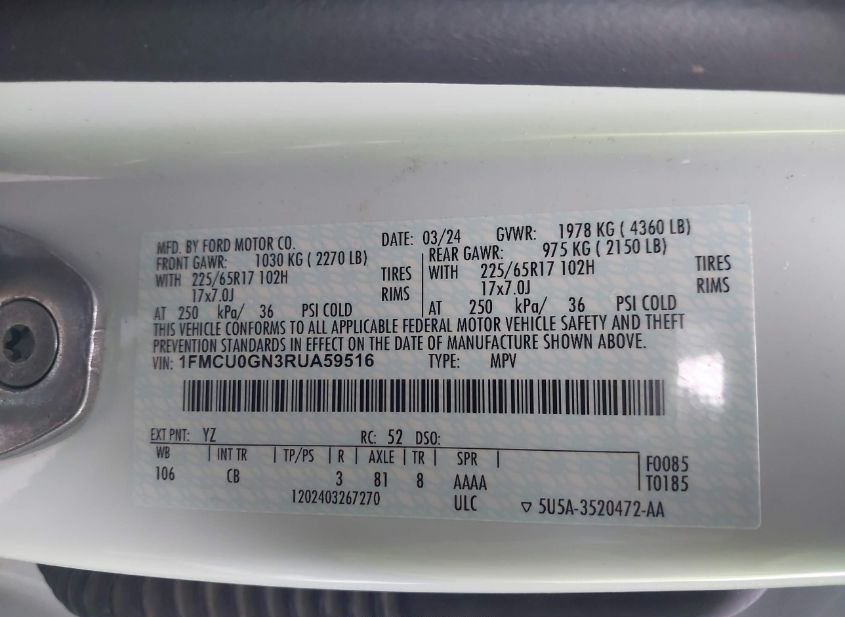 MFD. BY FORD MOTOR CO. DATE: 03/24 GVWR: 1978 KG ( 4360 LB)
FRONT GAWR: 1030 KG ( 2270 LB) REAR GAWR: 975 KG ( 2150 LB)
WITH 225/65R17 102H TIRES WITH 225/65R17 102H TIRES
17x7.0J RIMS 17x7.0J RIMS
AT 250 kPa/ 36 PSI COLD AT 250 kPa/ 36 PSI COLD
THIS VEHICLE CONFORMS TO ALL APPLICABLE FEDERAL MOTOR VEHICLE SAFETY AND THEFT
PREVENTION STANDARDS IN EFFECT ON THE DATE OF MANUFACTURE SHOWN ABOVE.
VIN: 1FMCU0GN3RUA59516 TYPE: MPV
EXT PNT: YZ RC: 52 DSO:
WB | INT TR | TP/PS | R | AXLE | TR | SPR | F0085
106 CB 3 81 8 AAAA T0185
1202403267270 ULC ▽ 5U5A-3520472-AA